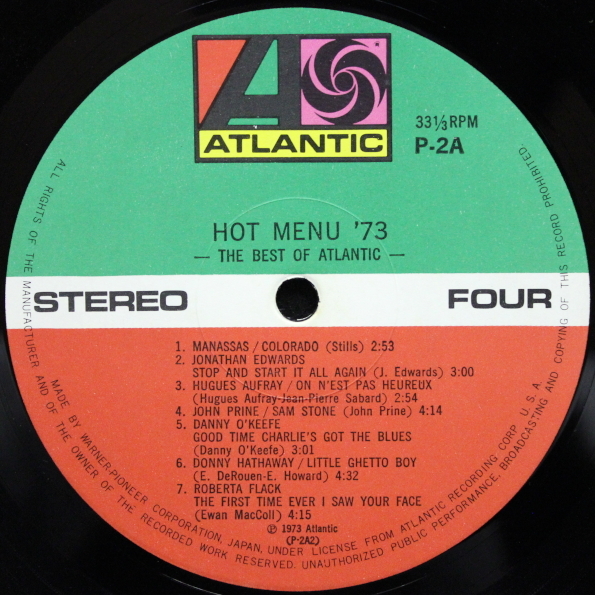 ATLANTIC
33⅓ RPM
P-2A
HOT MENU '73
— THE BEST OF ATLANTIC —
STEREO
FOUR
1. MANASSAS / COLORADO (Stills) 2:53
2. JONATHAN EDWARDS
STOP AND START IT ALL AGAIN (J. Edwards) 3:00
3. HUGUES AUFRAY / ON N'EST PAS HEUREUX
(Hugues Aufray-Jean-Pierre Sabard) 2:54
4. JOHN PRINE / SAM STONE (John Prine) 4:14
5. DANNY O'KEEFE
GOOD TIME CHARLIE'S GOT THE BLUES
(Danny O'Keefe) 3:01
6. DONNY HATHAWAY / LITTLE GHETTO BOY
(E. DeRouen-E. Howard) 4:32
7. ROBERTA FLACK
THE FIRST TIME EVER I SAW YOUR FACE
(Ewan MacColl) 4:15
℗ 1973 Atlantic
(P-2A2)
MADE BY WARNER-PIONEER CORPORATION, JAPAN, UNDER LICENSE FROM ATLANTIC RECORDING CORP. U.S.A.
ALL RIGHTS OF THE MANUFACTURER AND OF THE OWNER OF THE RECORDED WORK RESERVED. UNAUTHORIZED PUBLIC PERFORMANCE, BROADCASTING AND COPYING OF THIS RECORD PROHIBITED.